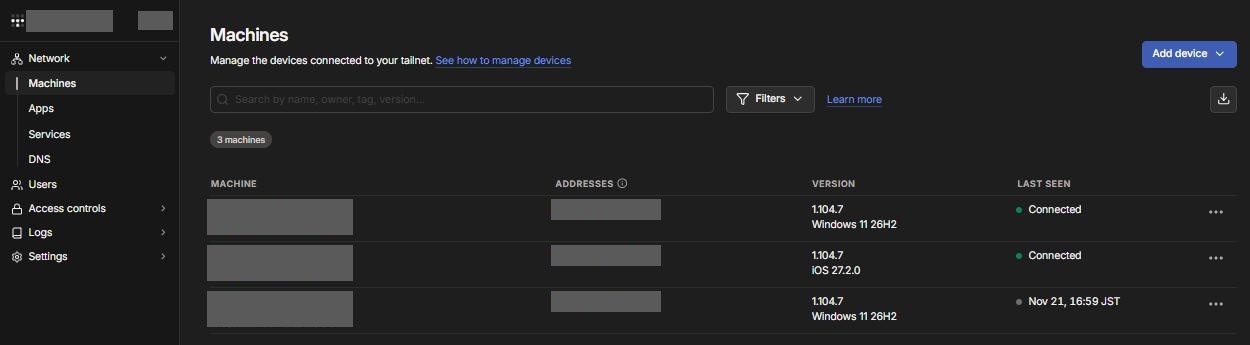 Machines
Manage the devices connected to your tailnet. See how to manage devices
Add device
Network
Machines
Apps
Services
DNS
Users
Access controls
Logs
Settings
Search by name, owner, tag, version...
Filters
Learn more
3 machines
MACHINE ADDRESSES VERSION LAST SEEN
1.104.7 Connected
Windows 11 26H2
1.104.7 Connected
iOS 27.2.0
1.104.7 Nov 21, 16:59 JST
Windows 11 26H2